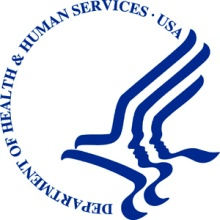 DEPARTMENT OF HEALTH & HUMAN SERVICES · USA